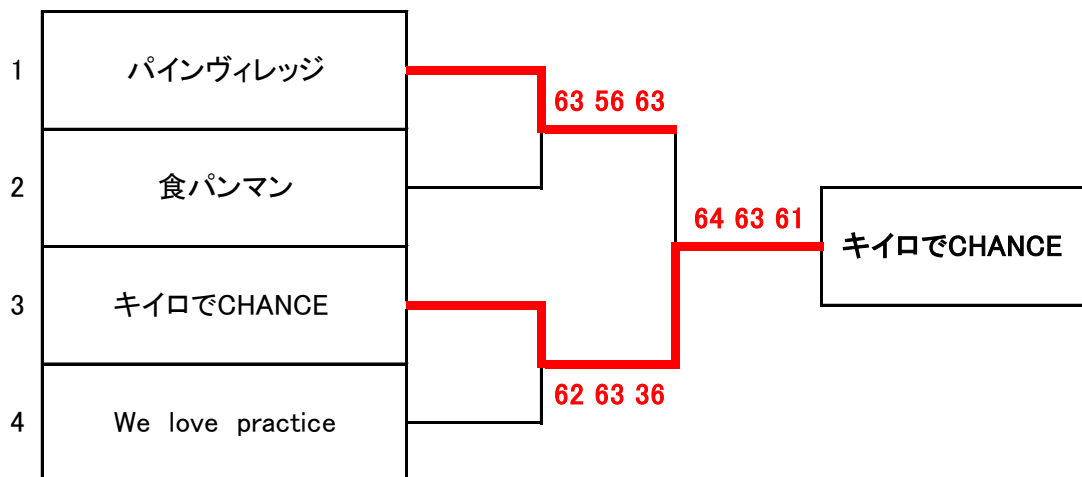 1 パインヴィレッジ
63 56 63
2 食パンマン
64 63 61
キイロでCHANCE
3 キイロでCHANCE
62 63 36
4 We love practice